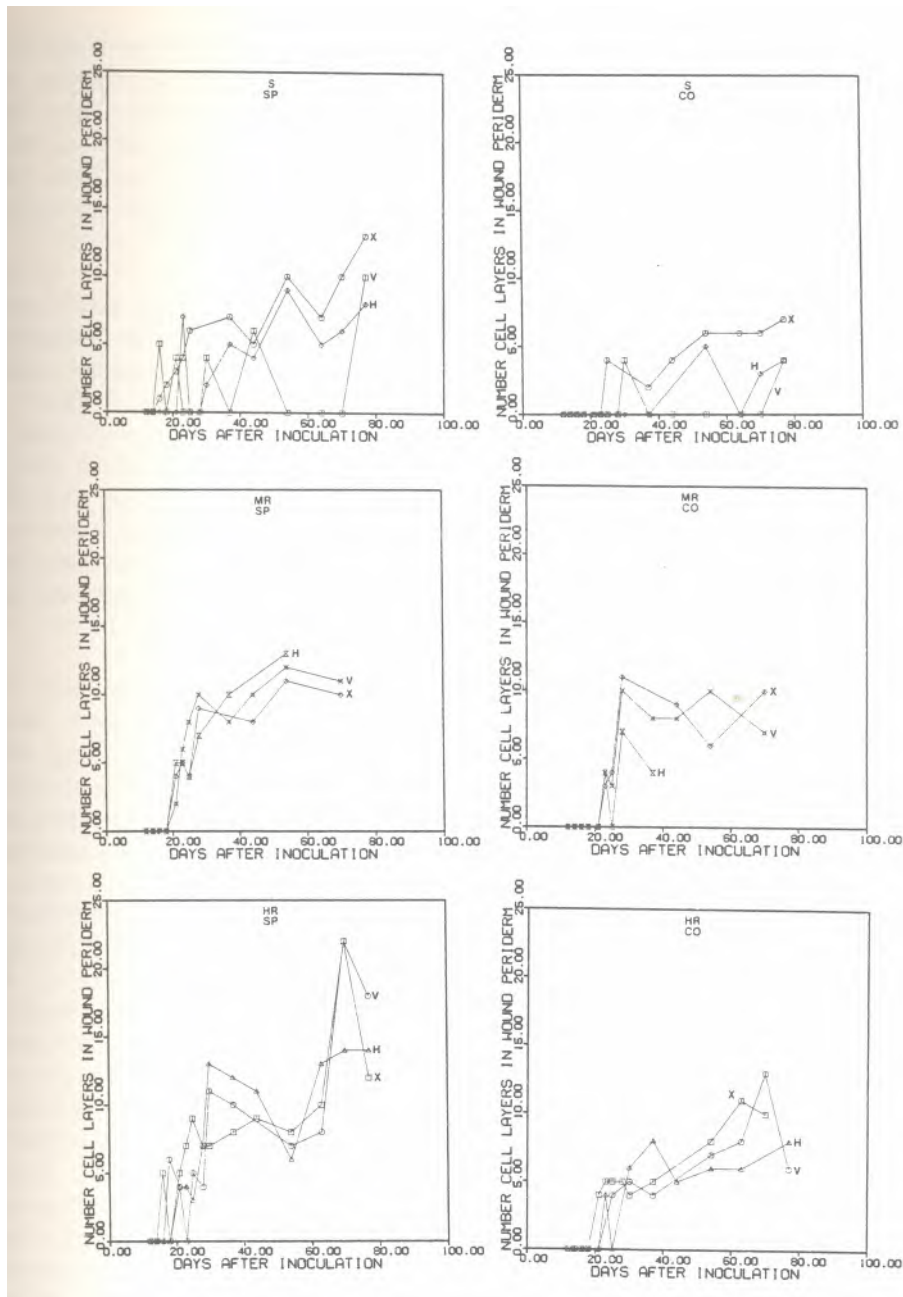 S
SP
NUMBER CELL LAYERS IN WOUND PERIDERM
0.00 5.00 10.00 15.00 20.00 25.00
X
V
H
0.00 20.00 40.00 60.00 80.00 100.00
DAYS AFTER INOCULATION
S
CO
NUMBER CELL LAYERS IN WOUND PERIDERM
0.00 5.00 10.00 15.00 20.00 25.00
X
H
V
0.00 20.00 40.00 60.00 80.00 100.00
DAYS AFTER INOCULATION
MR
SP
NUMBER CELL LAYERS IN WOUND PERIDERM
0.00 5.00 10.00 15.00 20.00 25.00
H
V
X
0.00 20.00 40.00 60.00 80.00 100.00
DAYS AFTER INOCULATION
MR
CO
NUMBER CELL LAYERS IN WOUND PERIDERM
0.00 5.00 10.00 15.00 20.00 25.00
X
V
H
0.00 20.00 40.00 60.00 80.00 100.00
DAYS AFTER INOCULATION
HR
SP
NUMBER CELL LAYERS IN WOUND PERIDERM
0.00 5.00 10.00 15.00 20.00 25.00
V
H
X
0.00 20.00 40.00 60.00 80.00 100.00
DAYS AFTER INOCULATION
HR
CO
NUMBER CELL LAYERS IN WOUND PERIDERM
0.00 5.00 10.00 15.00 20.00 25.00
X
H
V
0.00 20.00 40.00 60.00 80.00 100.00
DAYS AFTER INOCULATION